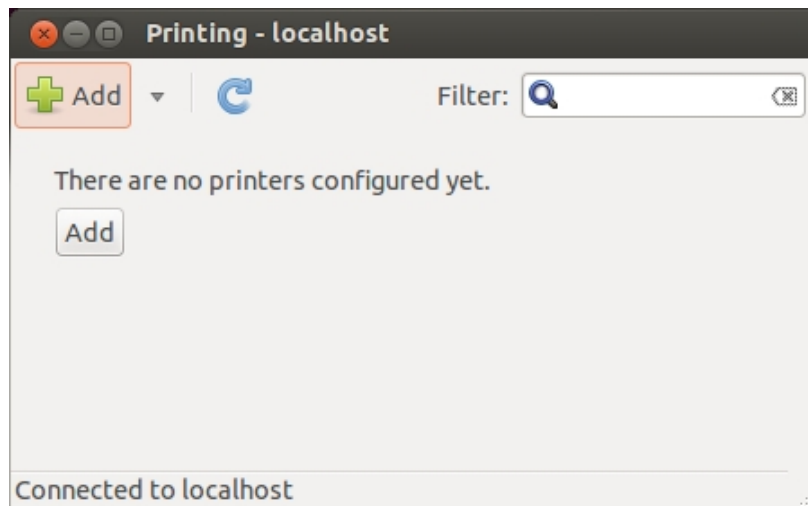 Printing - localhost
Add Filter:
There are no printers configured yet.
Add
Connected to localhost